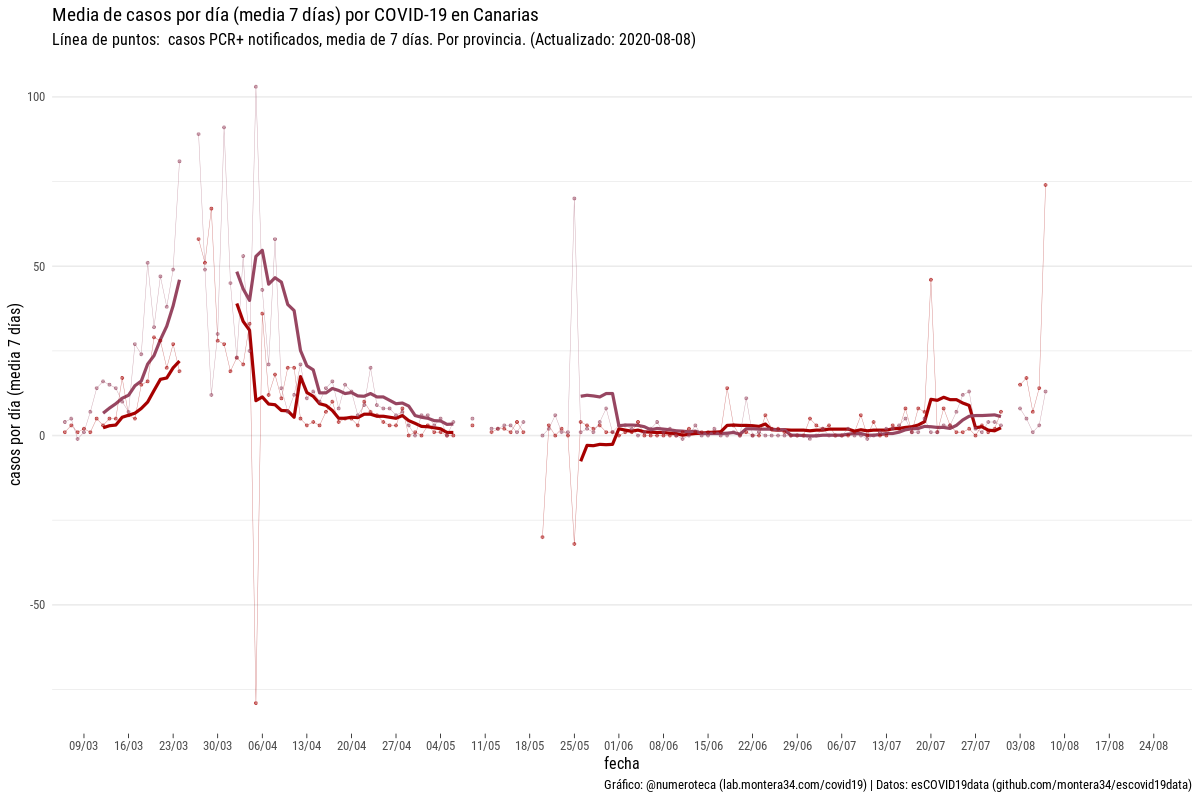 Media de casos por día (media 7 días) por COVID-19 en Canarias
Línea de puntos:  casos PCR+ notificados, media de 7 días. Por provincia. (Actualizado: 2020-08-08)
casos por día (media 7 días)
100
50
0
-50
09/03 16/03 23/03 30/03 06/04 13/04 20/04 27/04 04/05 11/05 18/05 25/05 01/06 08/06 15/06 22/06 29/06 06/07 13/07 20/07 27/07 03/08 10/08 17/08 24/08
fecha
Gráfico: @numeroteca (lab.montera34.com/covid19) | Datos: esCOVID19data (github.com/montera34/escovid19data)